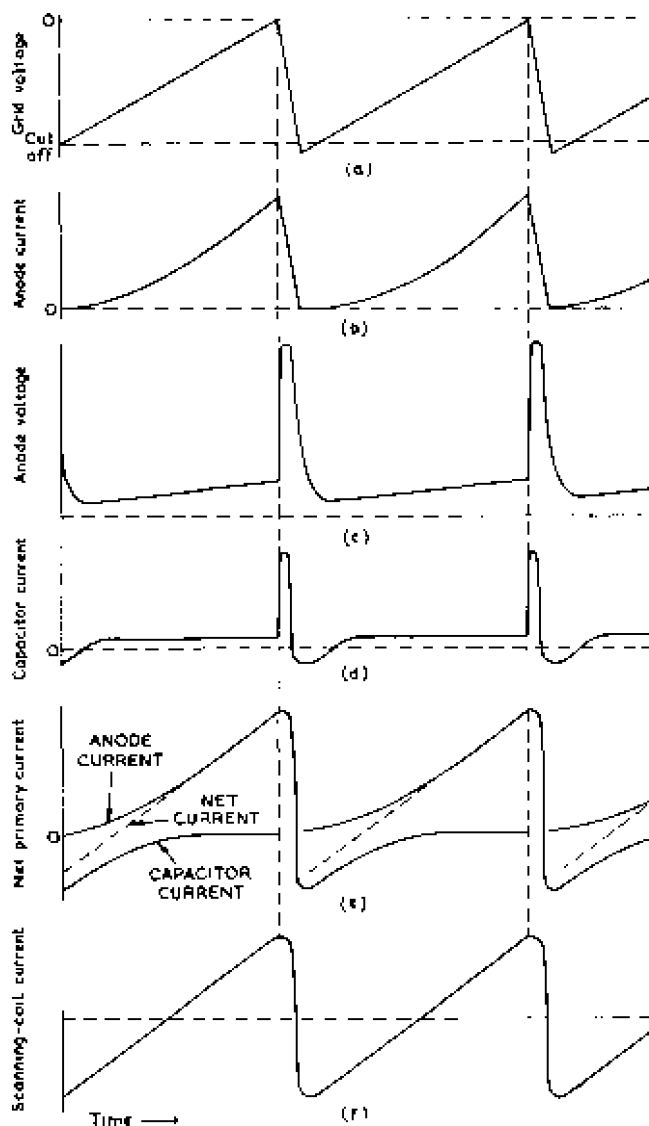 Grid voltage
O
Cut
off
(a)
Anode current
O
(b)
Anode voltage
(c)
Capacitor current
O
(d)
Net primary current
O
ANODE
CURRENT
NET
CURRENT
CAPACITOR
CURRENT
(e)
Scanning-coil current
Time
(f)